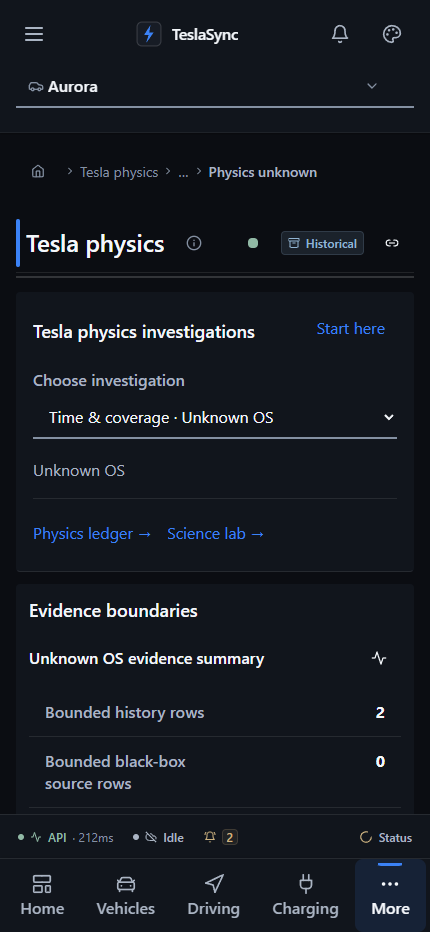 TeslaSync
Aurora
Tesla physics
...
Physics unknown
Tesla physics
Historical
Tesla physics investigations
Start here
Choose investigation
Time & coverage · Unknown OS
Unknown OS
Physics ledger →
Science lab →
Evidence boundaries
Unknown OS evidence summary
Bounded history rows
2
Bounded black-box
source rows
0
API · 212ms
Idle
2
Status
Home
Vehicles
Driving
Charging
More